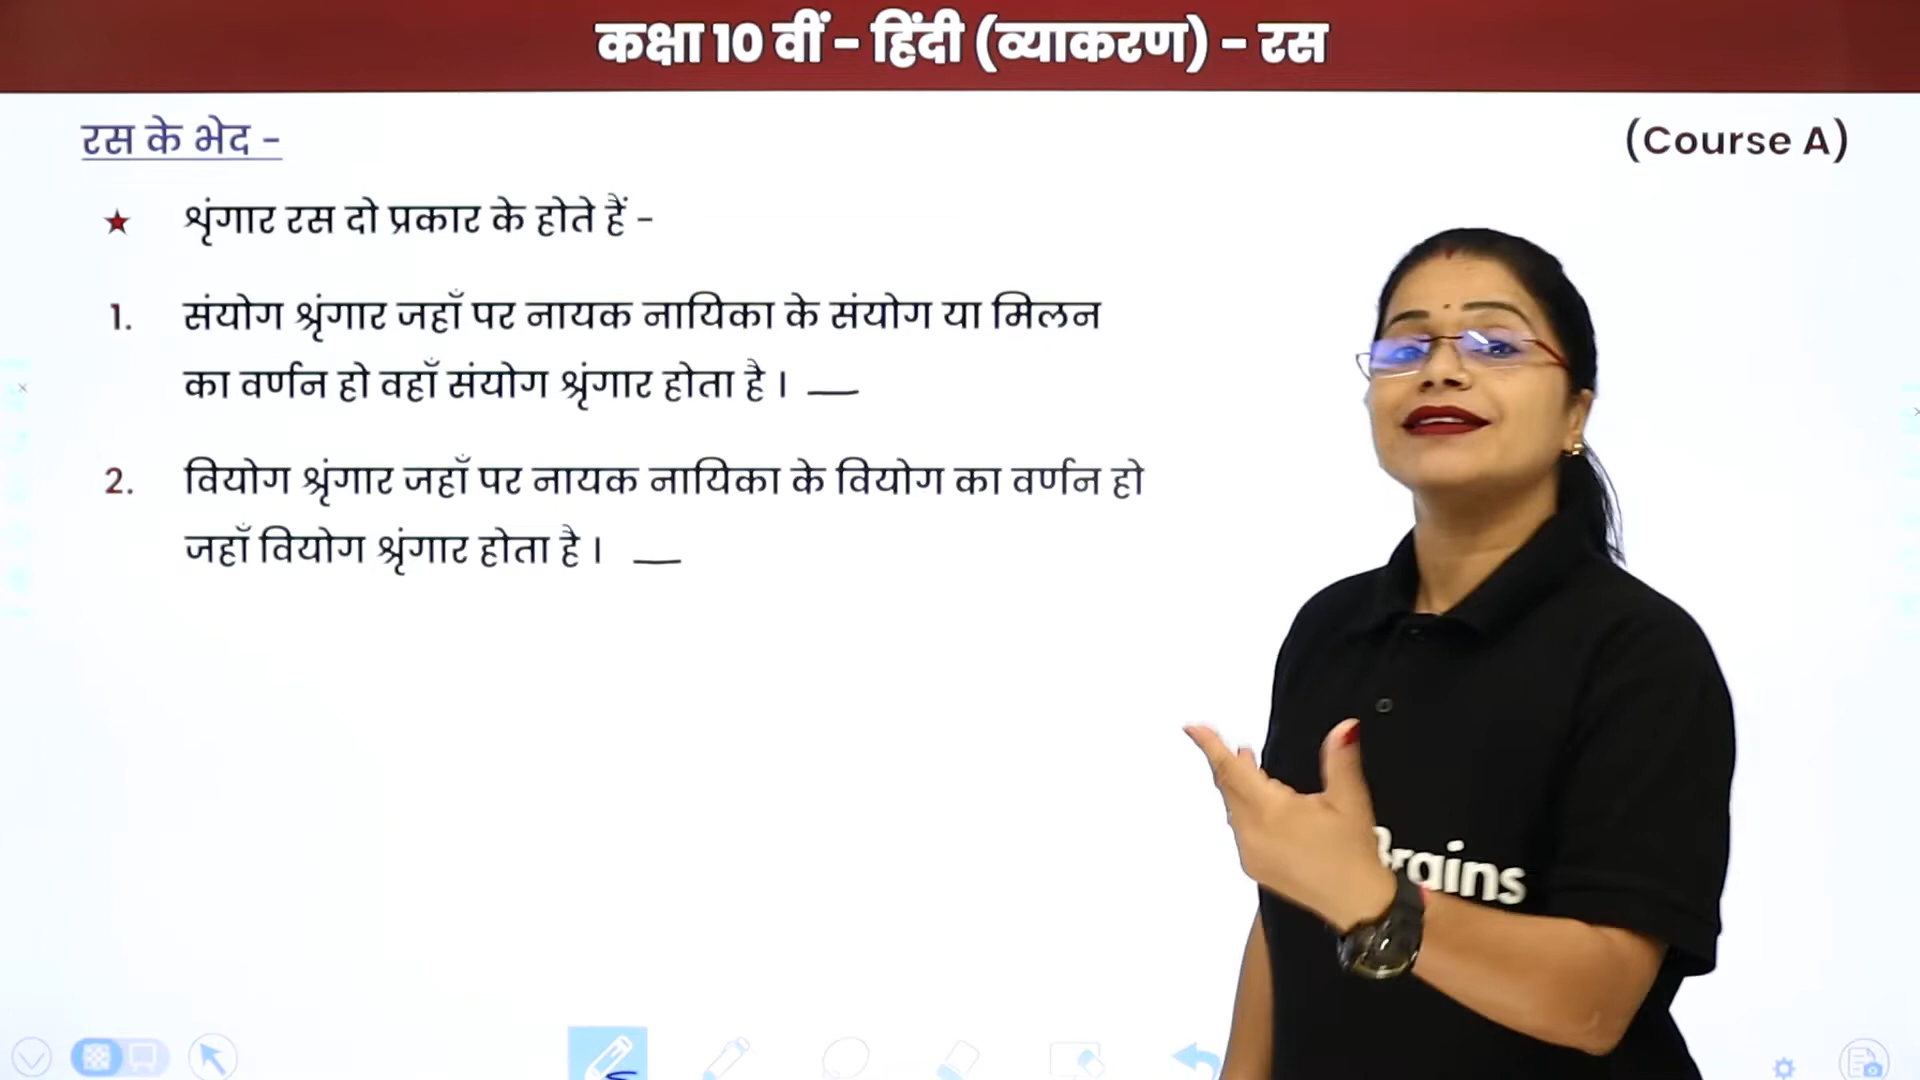 कक्षा 10 वीं - हिंदी (व्याकरण) - रस
रस के भेद -
(Course A)
★ श्रृंगार रस दो प्रकार के होते हैं -
1. संयोग श्रृंगार जहाँ पर नायक नायिका के संयोग या मिलन
का वर्णन हो वहाँ संयोग श्रृंगार होता है ।
2. वियोग श्रृंगार जहाँ पर नायक नायिका के वियोग का वर्णन हो
जहाँ वियोग श्रृंगार होता है ।
Brains